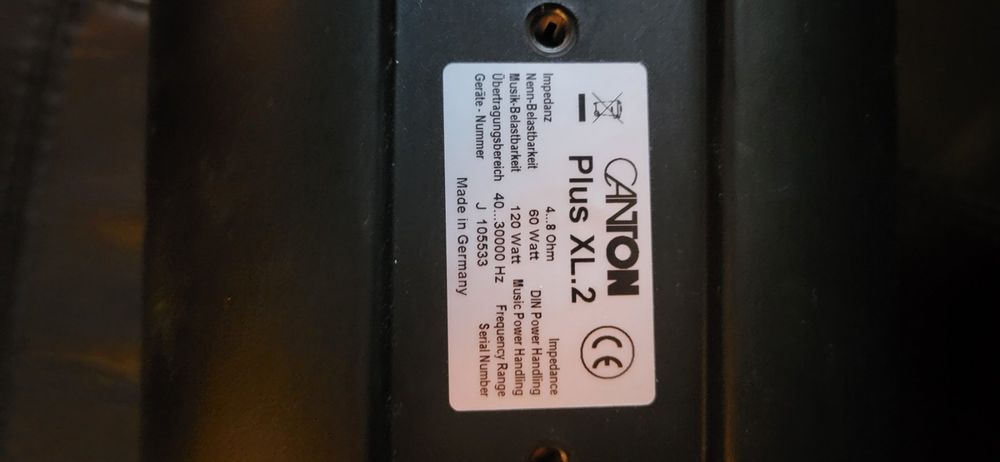 CANTON
Plus XL.2
CE
Impedanz 4...8 Ohm Impedance
Nenn-Belastbarkeit 60 Watt DIN Power Handling
Musik-Belastbarkeit 120 Watt Music Power Handling
Übertragungsbereich 40...30000 Hz Frequency Range
Geräte - Nummer J 105533 Serial Number
Made in Germany